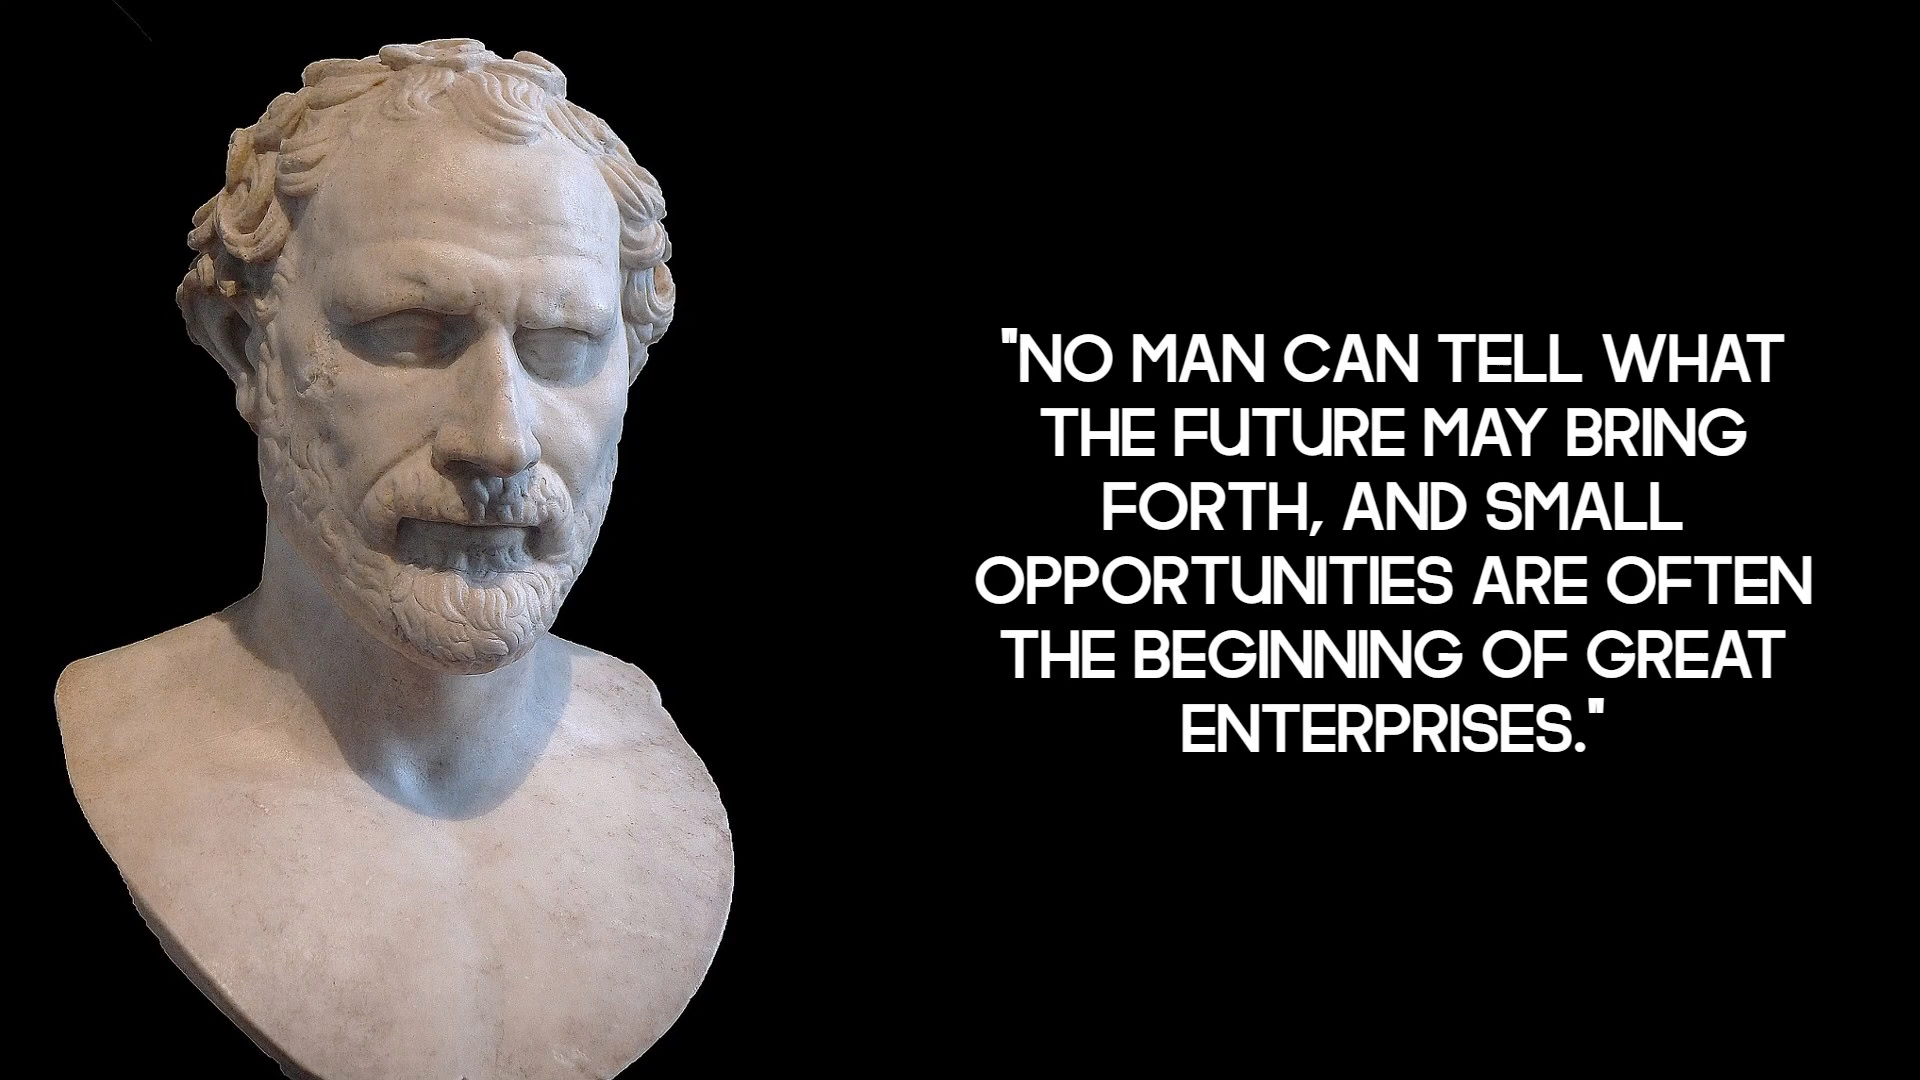 "NO MAN CAN TELL WHAT
THE FUTURE MAY BRING
FORTH, AND SMALL
OPPORTUNITIES ARE OFTEN
THE BEGINNING OF GREAT
ENTERPRISES."